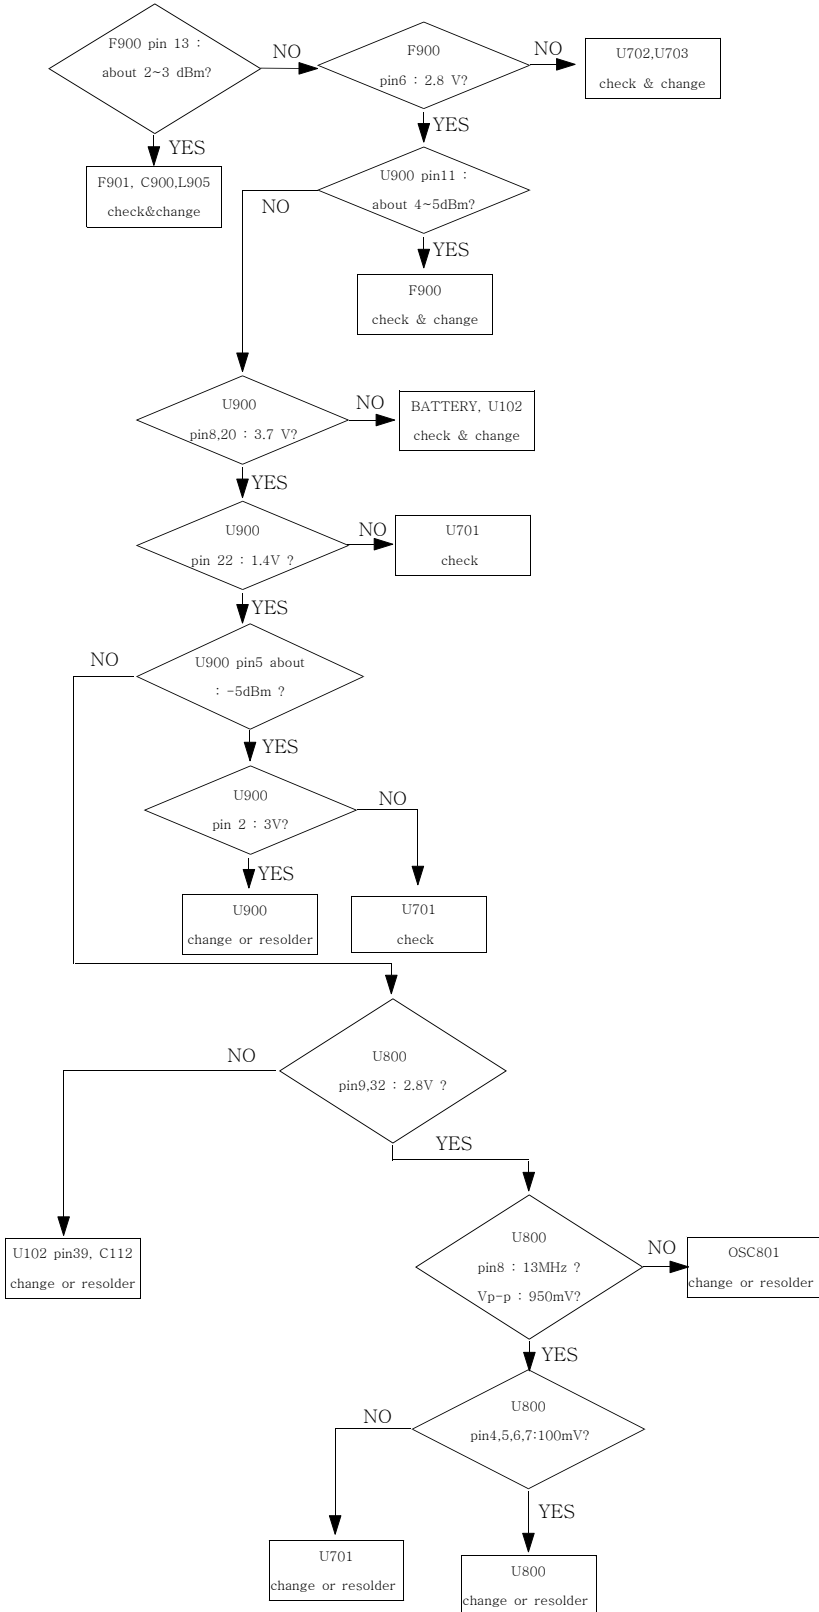 F900 pin 13 :
about 2~3 dBm?
NO
F900
pin6 : 2.8 V?
NO
U702,U703
check & change
YES
F901, C900,L905
check&change
YES
U900 pin11 :
about 4~5dBm?
NO
YES
F900
check & change
U900
pin8,20 : 3.7 V?
NO
BATTERY, U102
check & change
YES
U900
pin 22 : 1.4V ?
NO
U701
check
YES
U900 pin5 about
: -5dBm ?
NO
YES
U900
pin 2 : 3V?
NO
YES
U900
change or resolder
U701
check
U800
pin9,32 : 2.8V ?
NO
YES
U102 pin39, C112
change or resolder
U800
pin8 : 13MHz ?
Vp-p : 950mV?
NO
OSC801
change or resolder
YES
U800
pin4,5,6,7:100mV?
NO
YES
U701
change or resolder
U800
change or resolder